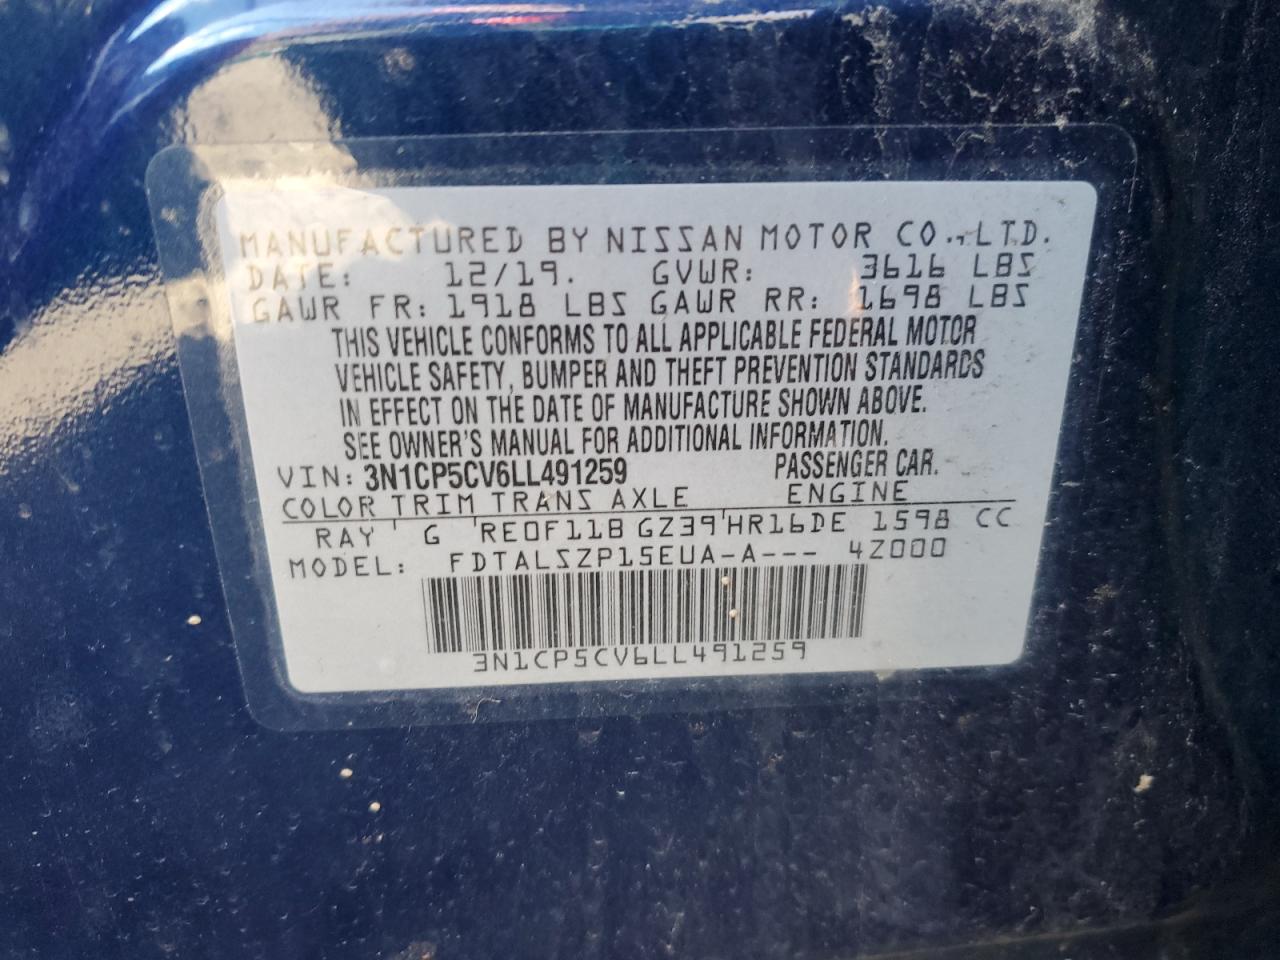 MANUFACTURED BY NISSAN MOTOR CO., LTD.
DATE: 12/19. GVWR: 3616 LBS
GAWR FR: 1918 LBS GAWR RR: 1698 LBS
THIS VEHICLE CONFORMS TO ALL APPLICABLE FEDERAL MOTOR
VEHICLE SAFETY, BUMPER AND THEFT PREVENTION STANDARDS
IN EFFECT ON THE DATE OF MANUFACTURE SHOWN ABOVE.
SEE OWNER'S MANUAL FOR ADDITIONAL INFORMATION.
VIN: 3N1CP5CV6LL491259 PASSENGER CAR.
COLOR TRIM TRANS AXLE ENGINE
RAY G RE0F11B GZ39 HR16DE 1598 CC
MODEL: FDTALSZP15EUA-A--- 4Z000
3N1CP5CV6LL491259